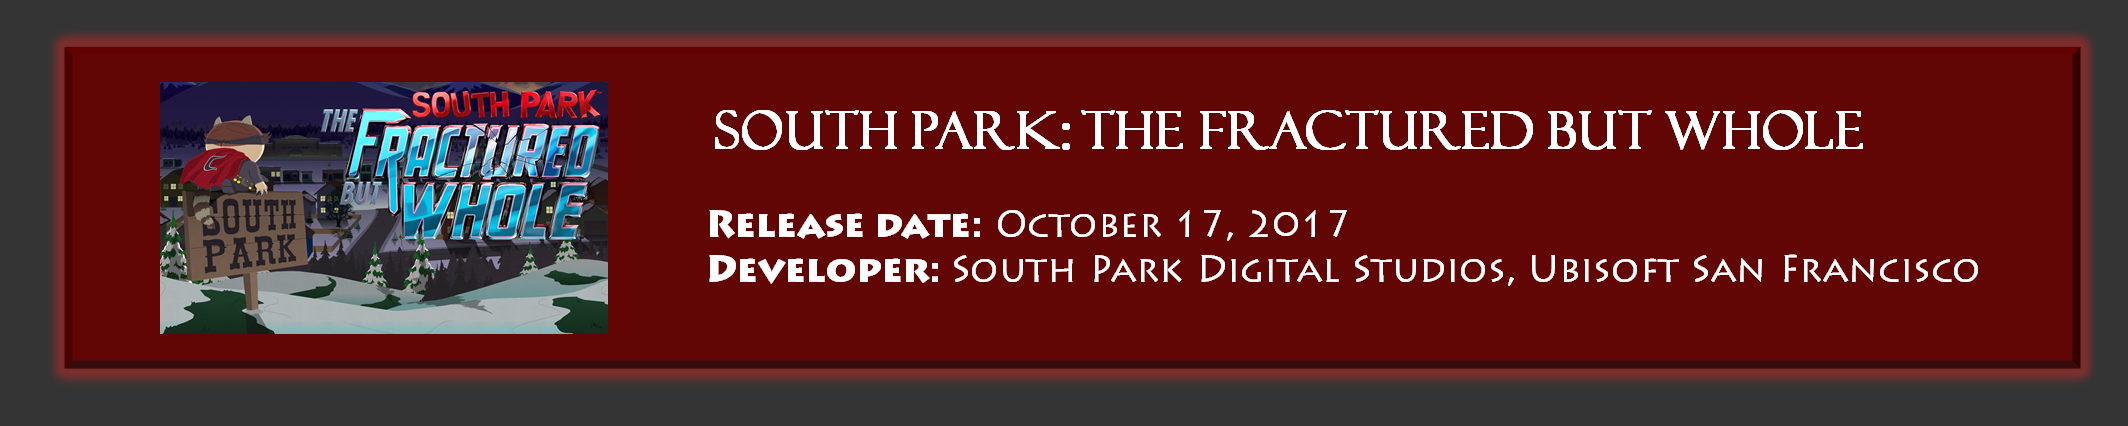 SOUTH PARK
THE FRACTURED
BUT WHOLE
C
SOUTH
PARK
SOUTH PARK: THE FRACTURED BUT WHOLE
RELEASE DATE: OCTOBER 17, 2017
DEVELOPER: SOUTH PARK DIGITAL STUDIOS, UBISOFT SAN FRANCISCO